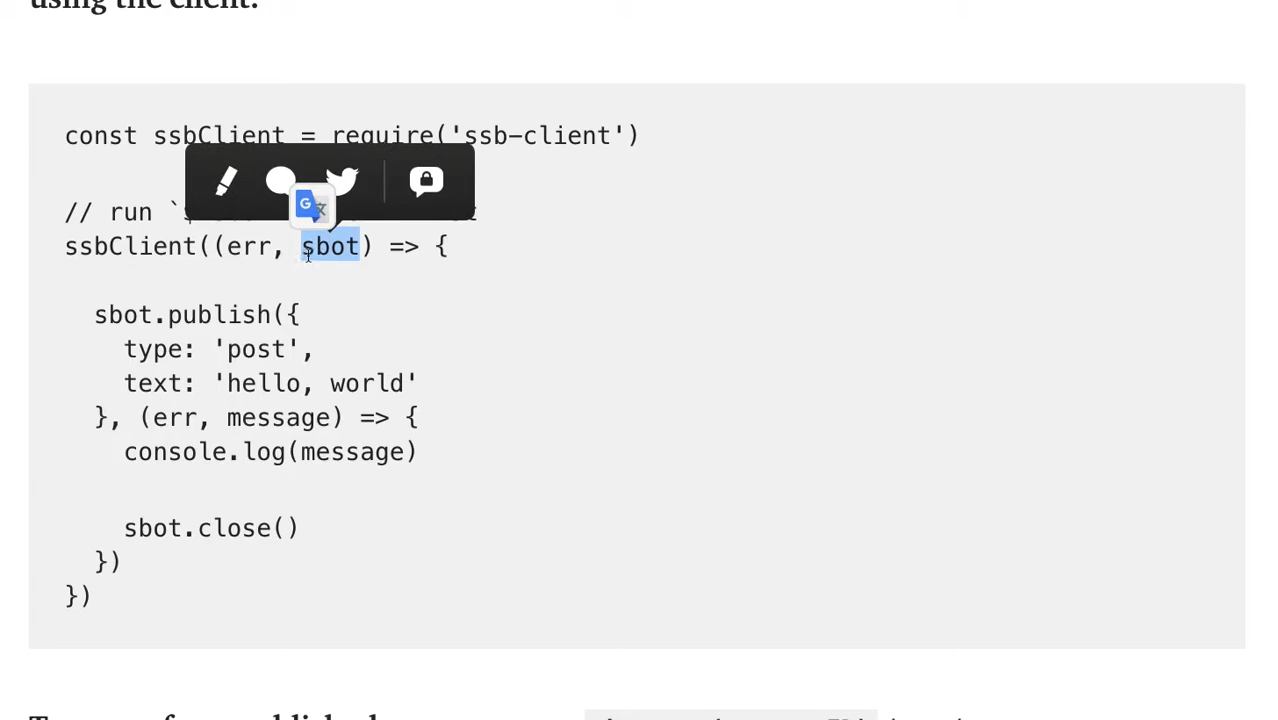 using the client.
const ssbClient = require('ssb-client')
// run `
ssbClient((err, sbot) => {
sbot.publish({
type: 'post',
text: 'hello, world'
}, (err, message) => {
console.log(message)
sbot.close()
})
})